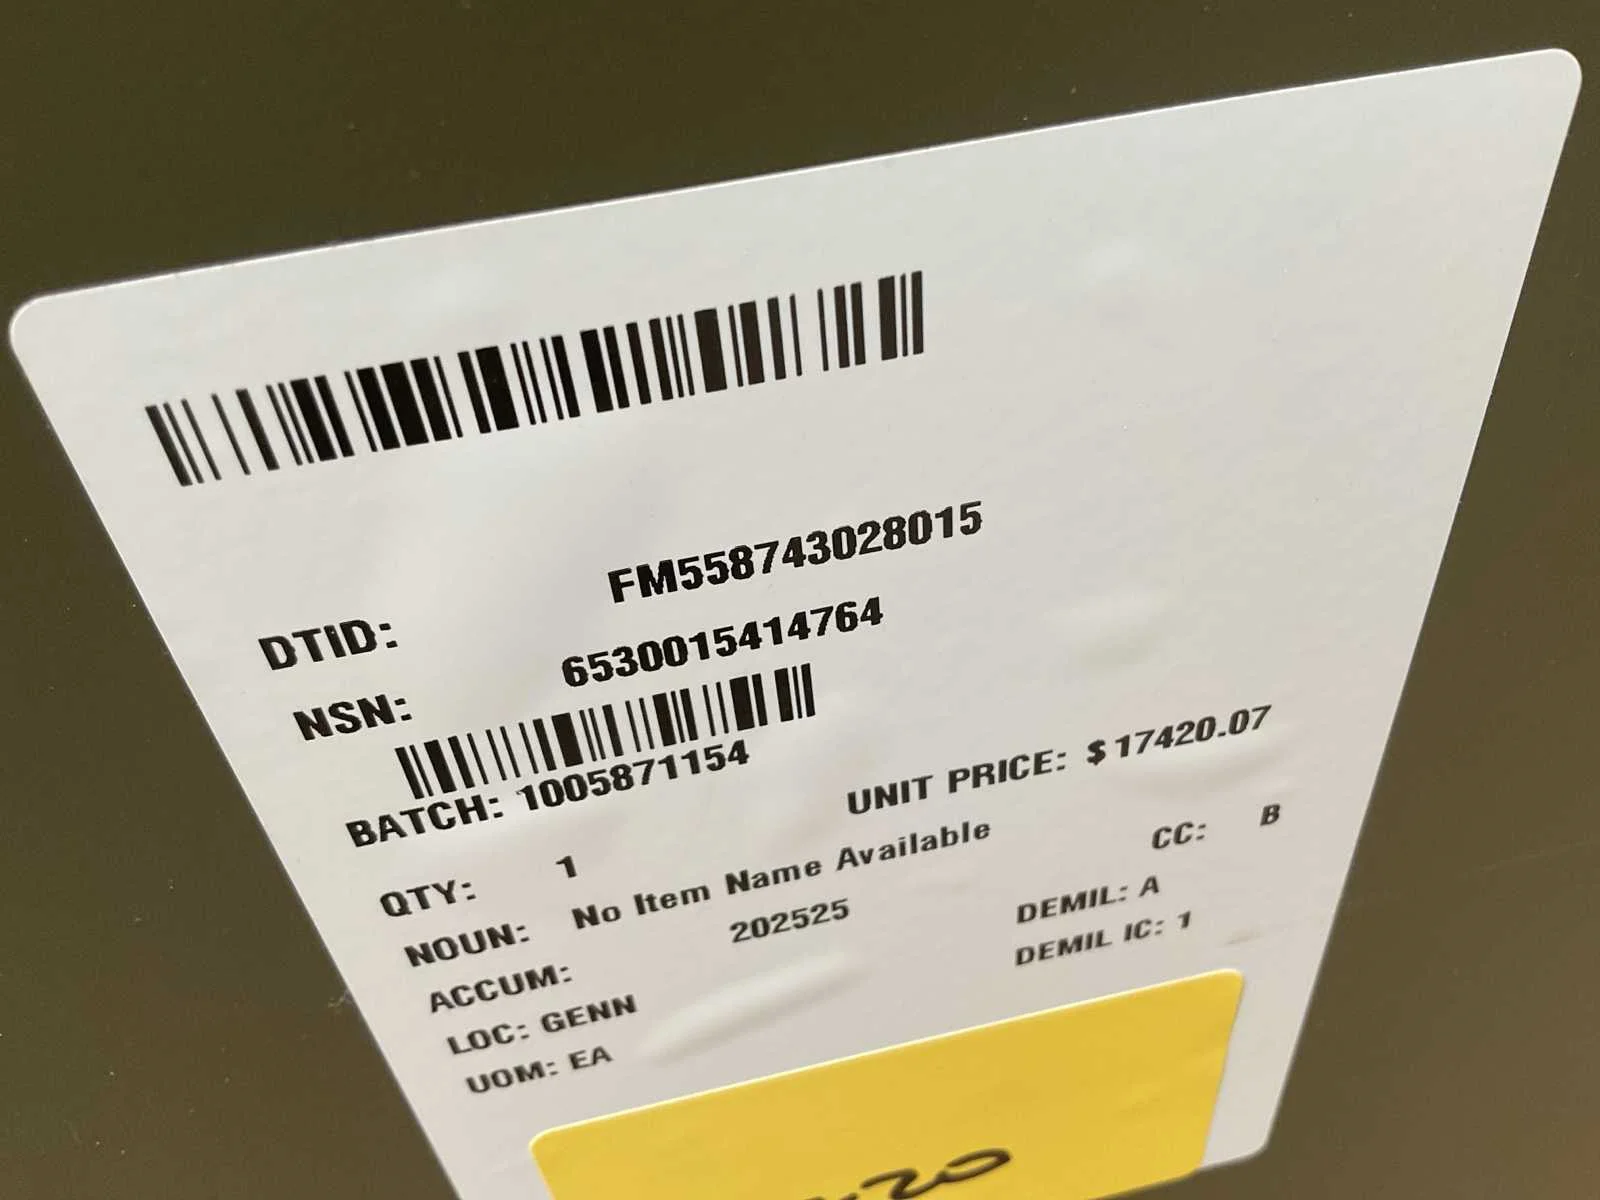 DTID: FM558743028015
NSN: 6530015414764
BATCH: 1005871154
UNIT PRICE: $ 17420.07
QTY: 1
CC: B
NOUN: No Item Name Available
DEMIL: A
ACCUM: 202525
DEMIL IC: 1
LOC: GENN
UOM: EA